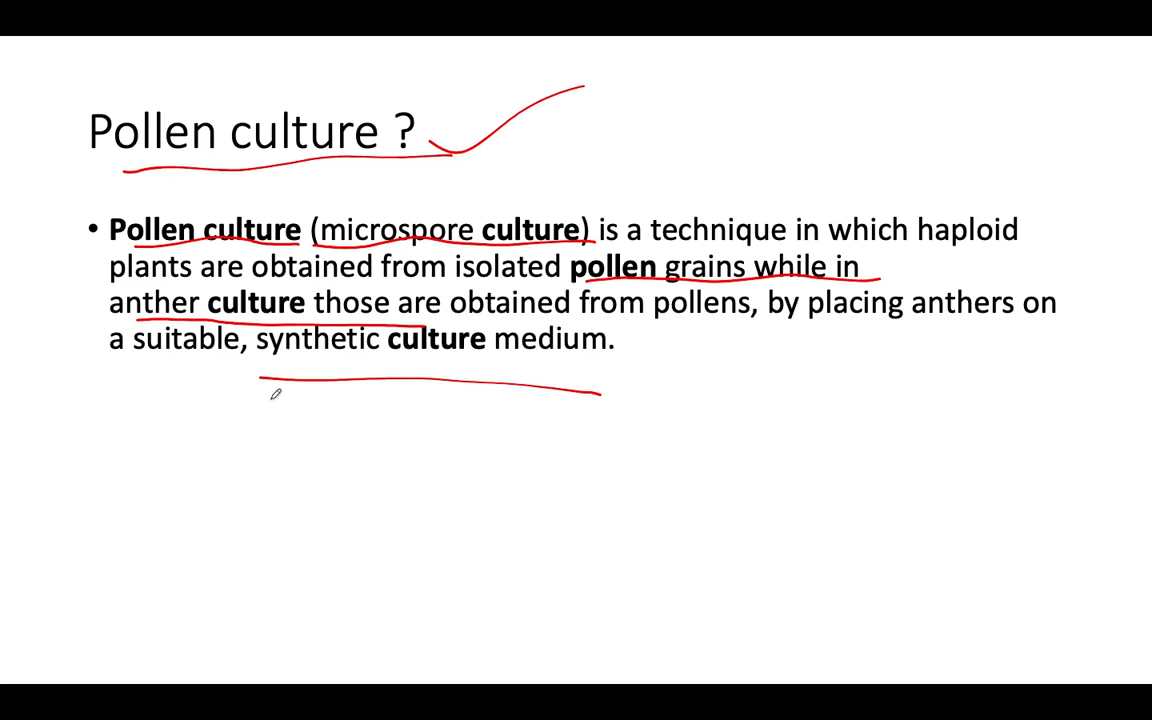 Pollen culture ?
• Pollen culture (microspore culture) is a technique in which haploid
plants are obtained from isolated pollen grains while in
anther culture those are obtained from pollens, by placing anthers on
a suitable, synthetic culture medium.